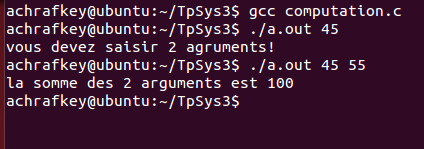 achrafkey@ubuntu:~/TpSys3$ gcc computation.c
achrafkey@ubuntu:~/TpSys3$ ./a.out 45
vous devez saisir 2 agruments!
achrafkey@ubuntu:~/TpSys3$ ./a.out 45 55
la somme des 2 arguments est 100
achrafkey@ubuntu:~/TpSys3$